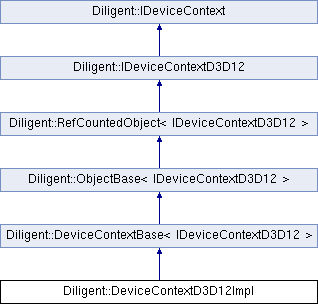 Diligent::IDeviceContext
Diligent::IDeviceContextD3D12
Diligent::RefCountedObject< IDeviceContextD3D12 >
Diligent::ObjectBase< IDeviceContextD3D12 >
Diligent::DeviceContextBase< IDeviceContextD3D12 >
Diligent::DeviceContextD3D12Impl